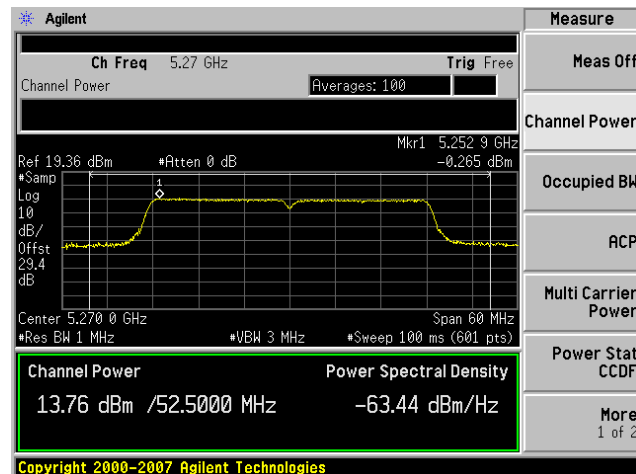 Agilent
Measure
Ch Freq 5.27 GHz Trig Free
Channel Power Averages: 100
Meas Off
Channel Power
Occupied BW
ACP
Multi Carrier
Power
Power Stat
CCDF
More
1 of 2
Mkr1 5.252 9 GHz
Ref 19.36 dBm #Atten 0 dB -0.265 dBm
#Samp
Log
10
dB/
Offst
29.4
dB
1
Center 5.270 0 GHz Span 60 MHz
#Res BW 1 MHz #VBW 3 MHz #Sweep 100 ms (601 pts)
Channel Power Power Spectral Density
13.76 dBm /52.5000 MHz -63.44 dBm/Hz
Copyright 2000-2007 Agilent Technologies